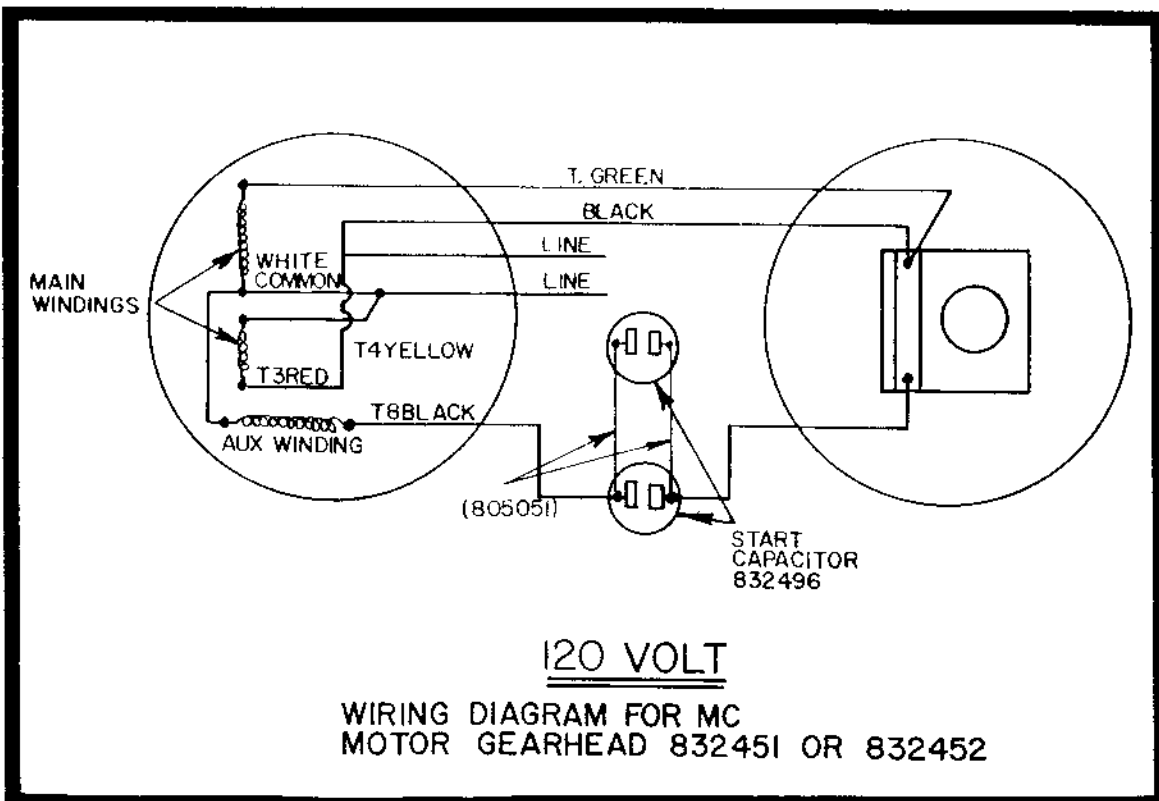 T. GREEN
BLACK
LINE
WHITE
COMMON
LINE
MAIN
WINDINGS
T4YELLOW
T3RED
T8BLACK
AUX WINDING
(805051)
START
CAPACITOR
832496
120 VOLT
WIRING DIAGRAM FOR MC
MOTOR GEARHEAD 832451 OR 832452